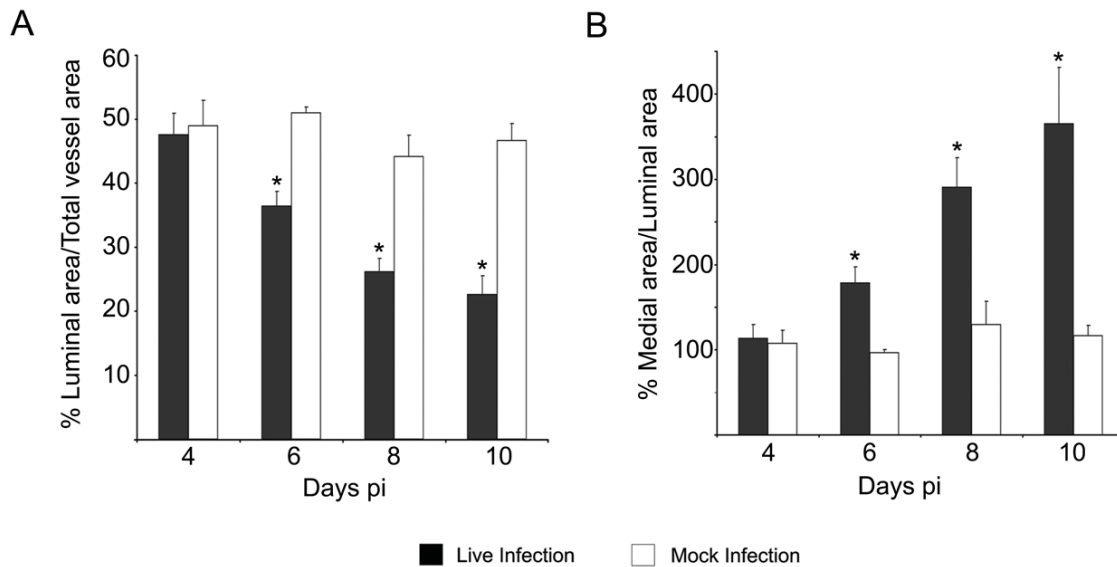 A
% Luminal area/Total vessel area
60
50
40
30
20
10
*
*
*
4 6 8 10
Days pi
B
% Medial area/Luminal area
400
300
200
100
*
*
*
4 6 8 10
Days pi
Live Infection
Mock Infection